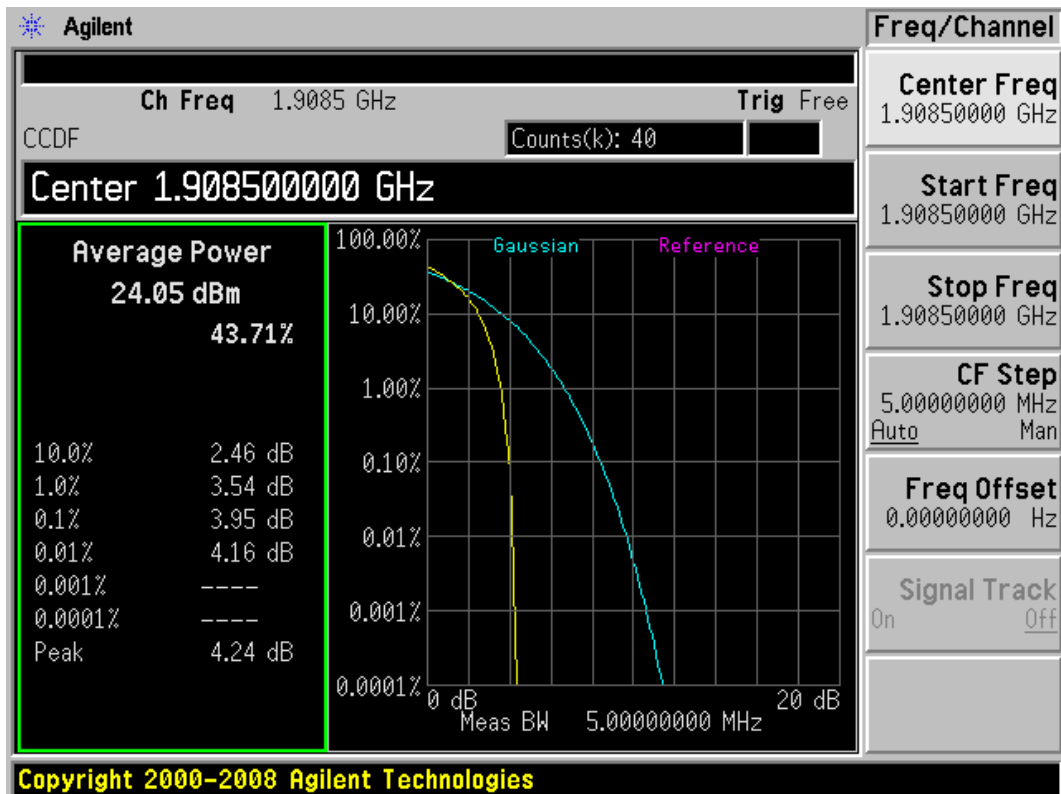 Agilent
Ch Freq 1.9085 GHz Trig Free
CCDF Counts(k): 40
Center 1.908500000 GHz
Average Power
24.05 dBm
43.71%
10.0% 2.46 dB
1.0% 3.54 dB
0.1% 3.95 dB
0.01% 4.16 dB
0.001% ----
0.0001% ----
Peak 4.24 dB
Gaussian Reference
100.00%
10.00%
1.00%
0.10%
0.01%
0.001%
0.0001%
0 dB 20 dB
Meas BW 5.00000000 MHz
Freq/Channel
Center Freq
1.90850000 GHz
Start Freq
1.90850000 GHz
Stop Freq
1.90850000 GHz
CF Step
5.00000000 MHz
Auto Man
Freq Offset
0.00000000 Hz
Signal Track
On Off
Copyright 2000-2008 Agilent Technologies